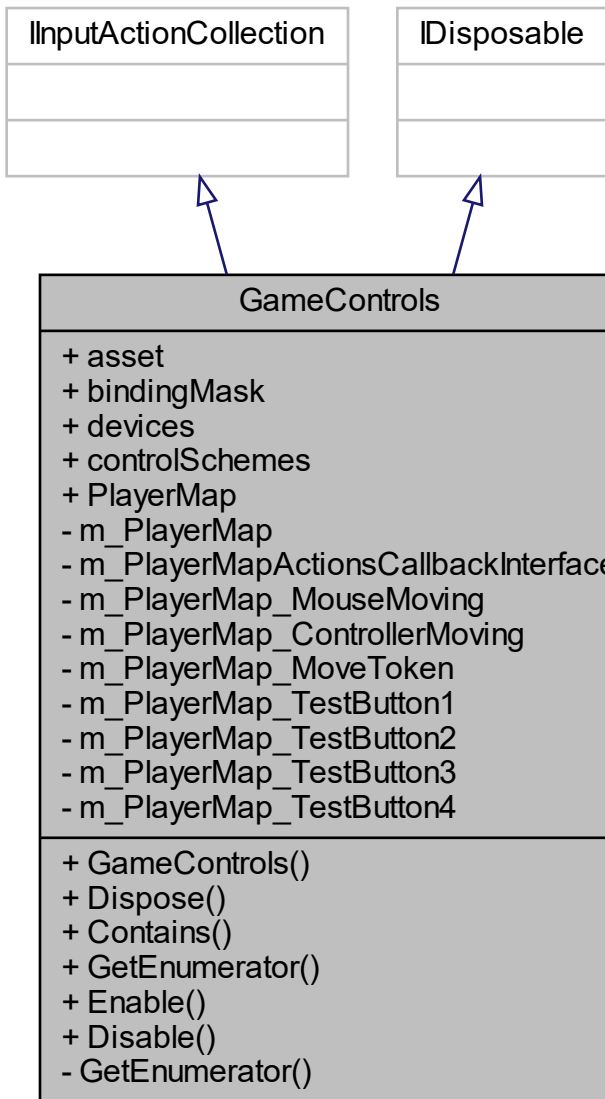 IInputActionCollection
IDisposable
GameControls
+ asset
+ bindingMask
+ devices
+ controlSchemes
+ PlayerMap
- m_PlayerMap
- m_PlayerMapActionsCallbackInterface
- m_PlayerMap_MouseMoving
- m_PlayerMap_ControllerMoving
- m_PlayerMap_MoveToken
- m_PlayerMap_TestButton1
- m_PlayerMap_TestButton2
- m_PlayerMap_TestButton3
- m_PlayerMap_TestButton4
+ GameControls()
+ Dispose()
+ Contains()
+ GetEnumerator()
+ Enable()
+ Disable()
- GetEnumerator()